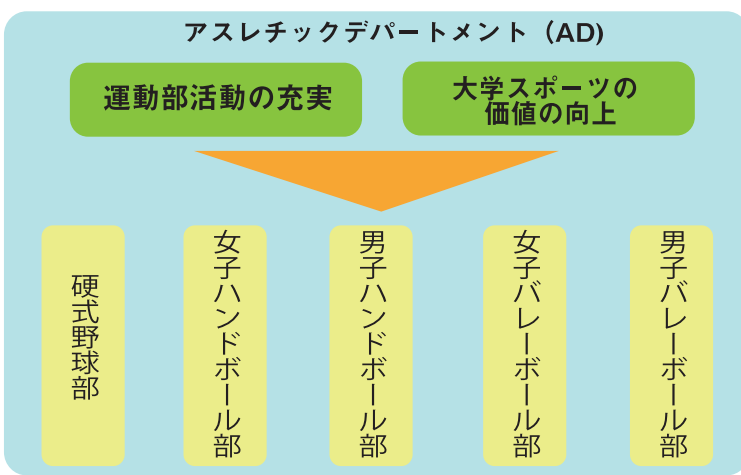 アスレチックデパートメント（AD)
運動部活動の充実
大学スポーツの
価値の向上
硬式野球部
女子ハンドボール部
男子ハンドボール部
女子バレーボール部
男子バレーボール部